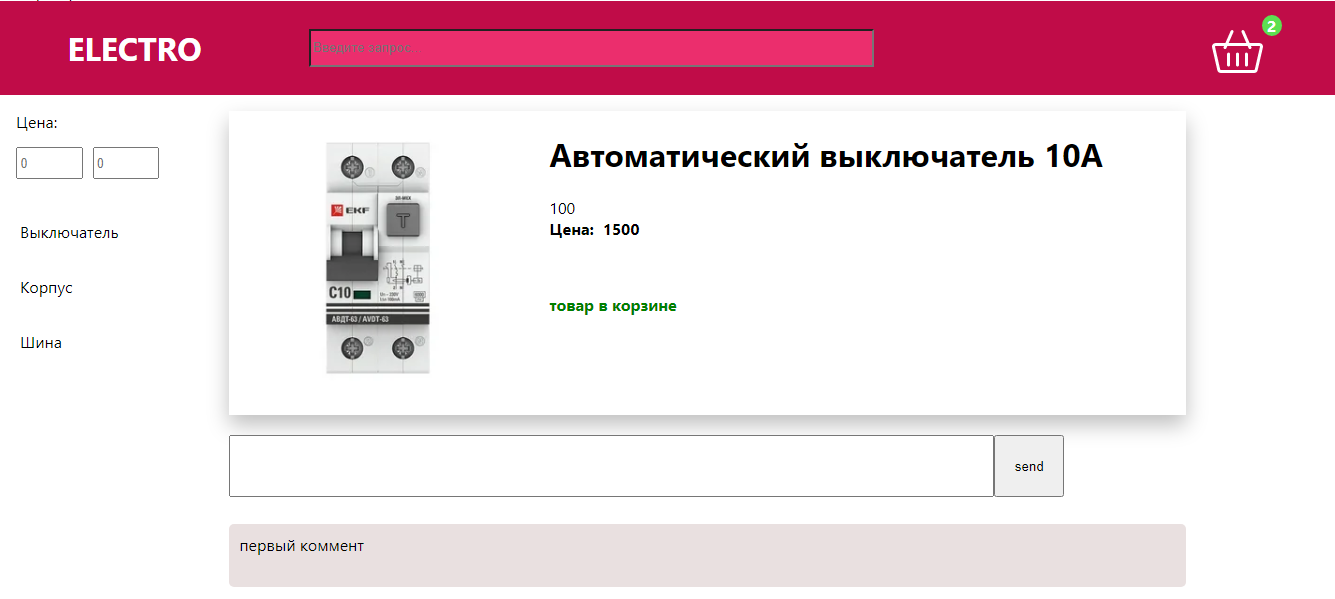 ELECTRO
Введите запрос...
2
Цена:
0 0
Выключатель
Корпус
Шина
EKF
C10
АВДТ-63 / AVDT-63
Автоматический выключатель 10А
100
Цена: 1500
товар в корзине
send
первый коммент